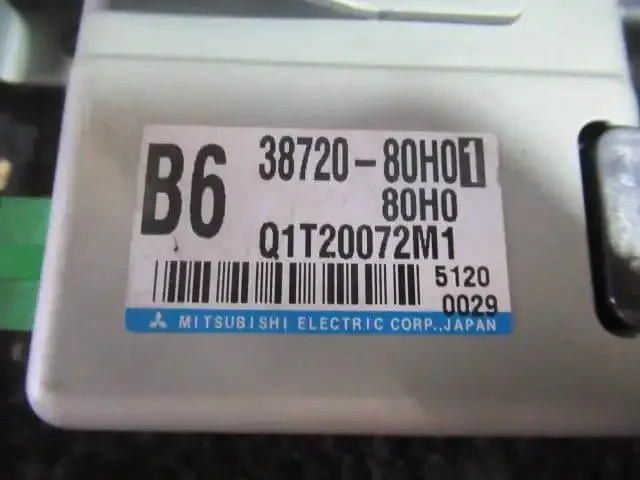 B6 38720-80H01
80H0
Q1T20072M1
5120
0029
MITSUBISHI ELECTRIC CORP.,JAPAN